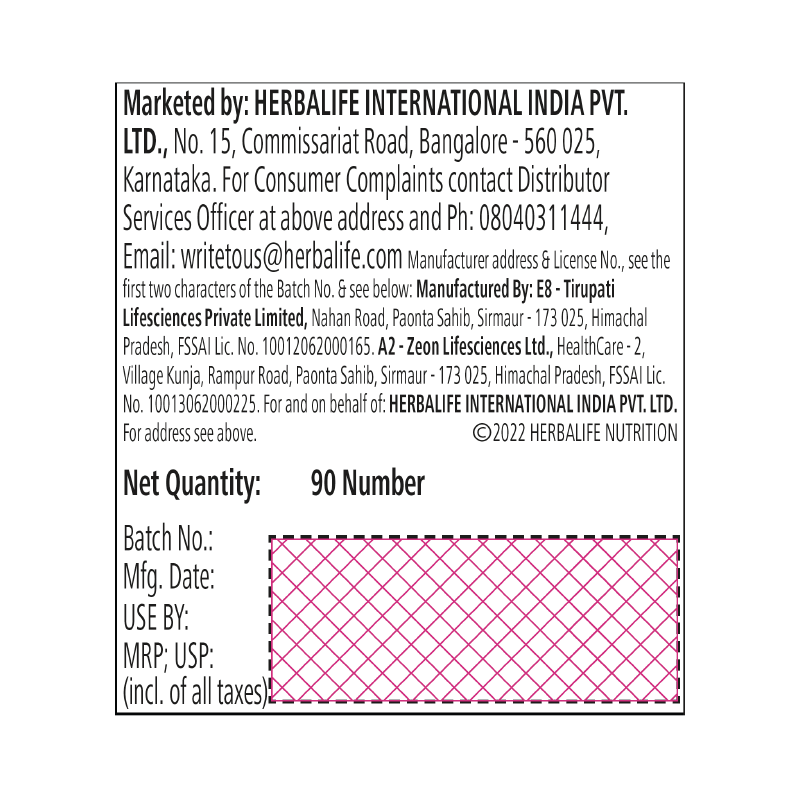 Marketed by: HERBALIFE INTERNATIONAL INDIA PVT.
LTD., No. 15, Commissariat Road, Bangalore - 560 025,
Karnataka. For Consumer Complaints contact Distributor
Services Officer at above address and Ph: 08040311444,
Email: writetous@herbalife.com Manufacturer address & License No., see the
first two characters of the Batch No. & see below: Manufactured By: E8 - Tirupati
Lifesciences Private Limited, Nahan Road, Paonta Sahib, Sirmaur - 173 025, Himachal
Pradesh, FSSAI Lic. No. 10012062000165. A2 - Zeon Lifesciences Ltd., HealthCare - 2,
Village Kunja, Rampur Road, Paonta Sahib, Sirmaur - 173 025, Himachal Pradesh, FSSAI Lic.
No. 10013062000225. For and on behalf of: HERBALIFE INTERNATIONAL INDIA PVT. LTD.
For address see above. ©2022 HERBALIFE NUTRITION
Net Quantity: 90 Number
Batch No.:
Mfg. Date:
USE BY:
MRP; USP:
(incl. of all taxes)